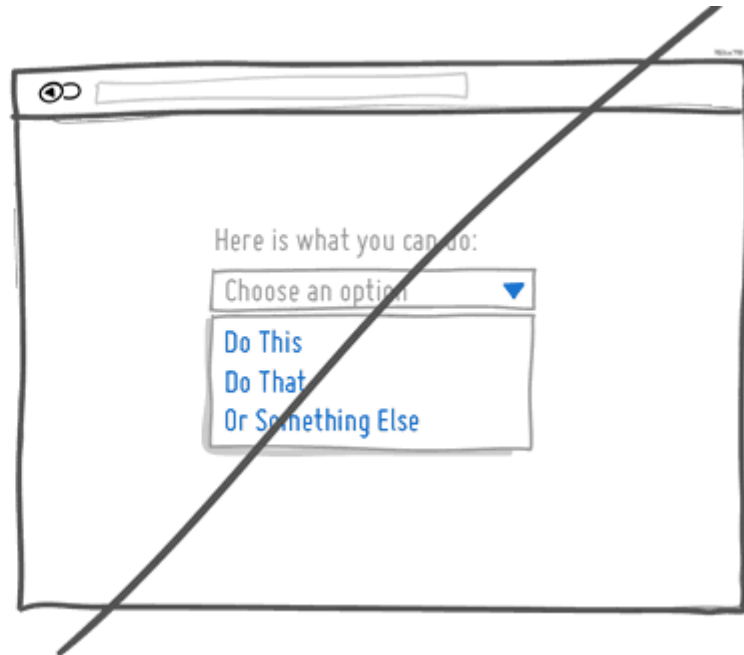 Here is what you can do:
Choose an option
Do This
Do That
Or Something Else